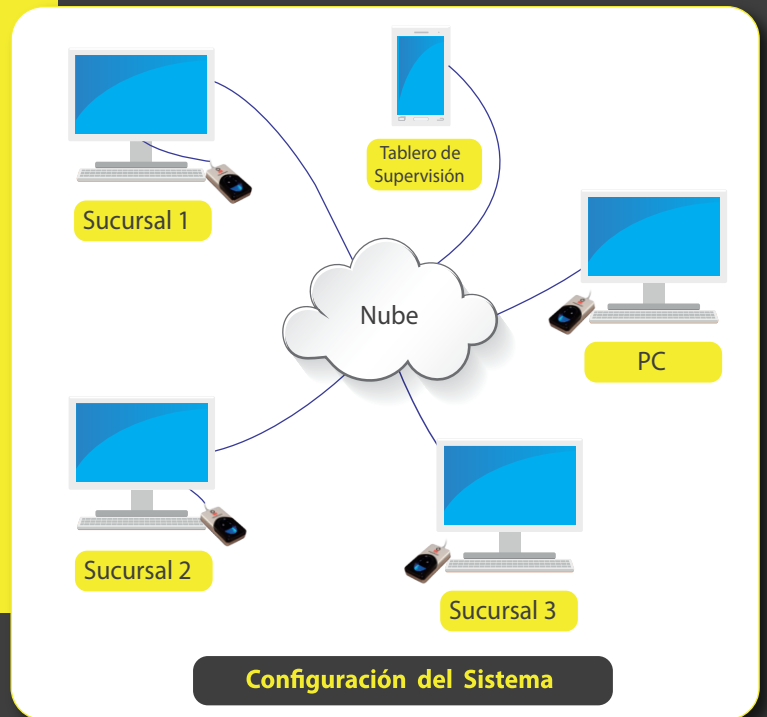 Tablero de
Supervisión
Sucursal 1
Nube
PC
Sucursal 2
Sucursal 3
Configuración del Sistema